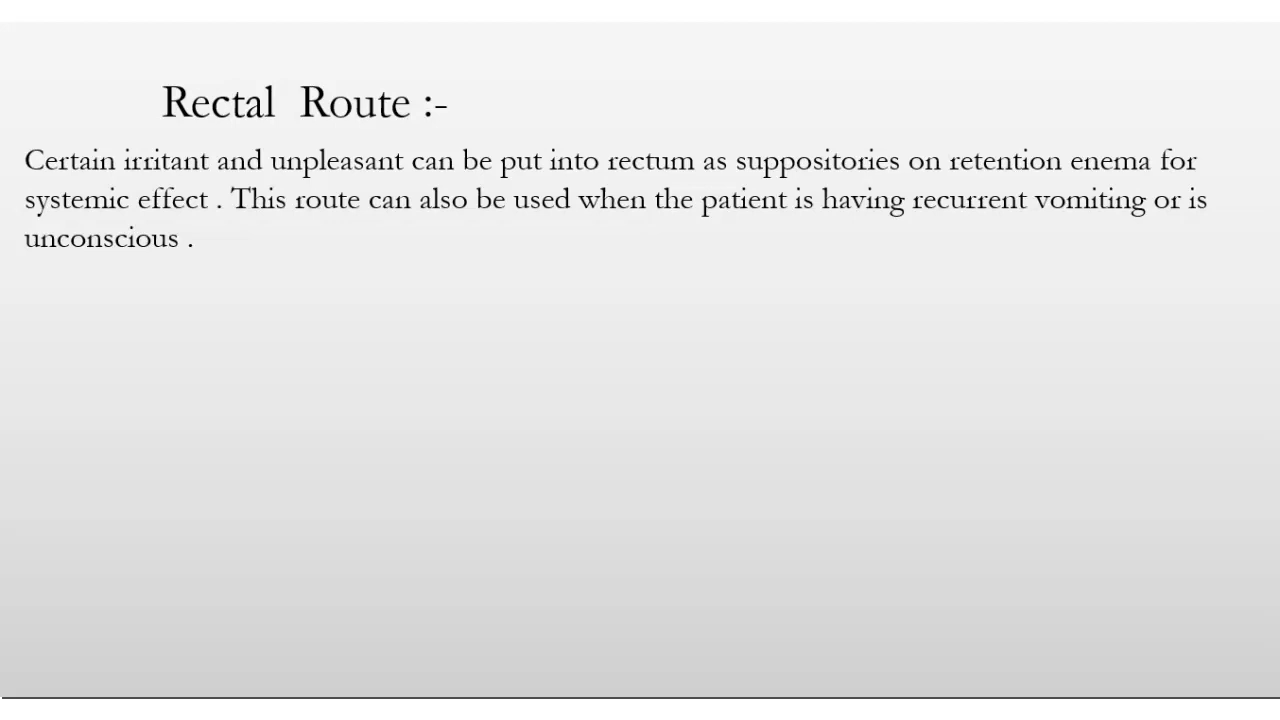 Rectal Route :-
Certain irritant and unpleasant can be put into rectum as suppositories on retention enema for
systemic effect . This route can also be used when the patient is having recurrent vomiting or is
unconscious .